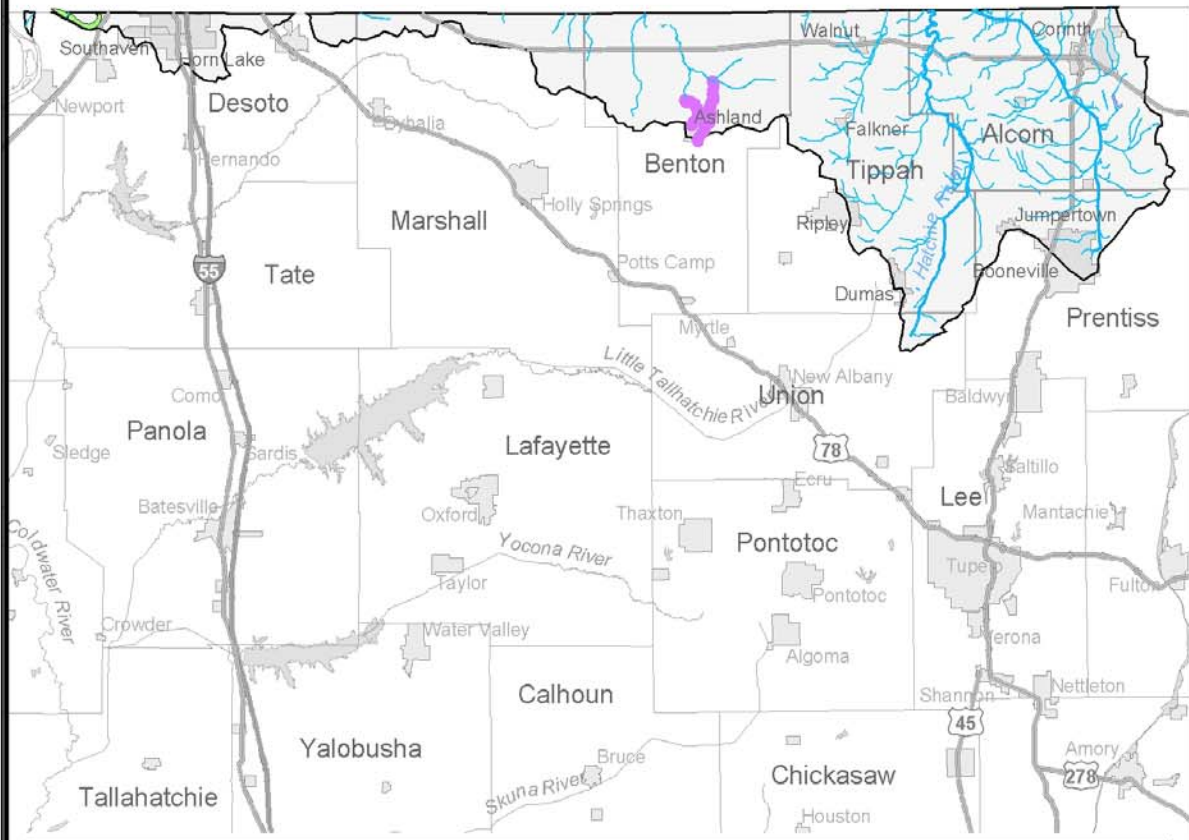 Walnut
Corinth
Southaven
Horn Lake
Newport
Desoto
Byhalia
Ashland
Falkner
Alcorn
Hernando
Benton
Tippah
Marshall
Holly Springs
Ripley
Hatchie River
Jumpertown
55
Tate
Potts Camp
Booneville
Dumas
Prentiss
Myrtle
Little Tallhatchie River
New Albany
Union
Como
Baldwyn
Panola
Sledge
Sardis
Lafayette
78
Saltillo
Ecru
Lee
Batesville
Oxford
Thaxton
Mantachie
Coldwater River
Yocona River
Pontotoc
Tupelo
Taylor
Pontotoc
Fulton
Crowder
Water Valley
Verona
Algoma
Calhoun
Shannon
Nettleton
45
Yalobusha
Bruce
Amory
Chickasaw
278
Tallahatchie
Skuna River
Houston